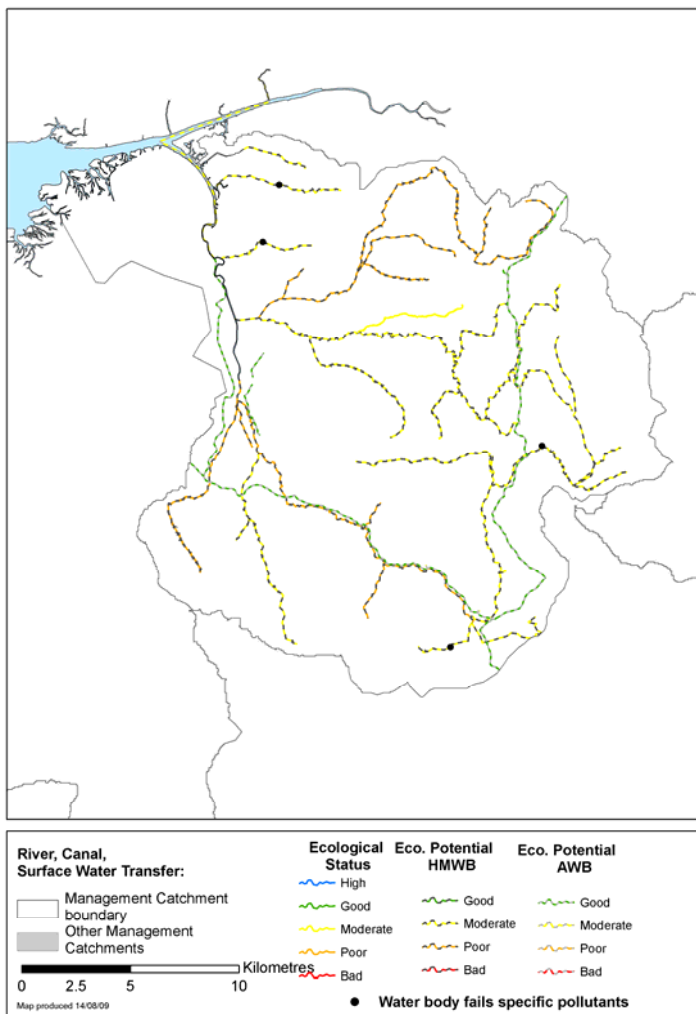 River, Canal,
Surface Water Transfer:
Management Catchment
boundary
Other Management
Catchments
Kilometres
0 2.5 5 10
Map produced 14/08/09
Ecological
Status
High
Good
Moderate
Poor
Bad
Eco. Potential
HMWB
Good
Moderate
Poor
Bad
Eco. Potential
AWB
Good
Moderate
Poor
Bad
Water body fails specific pollutants